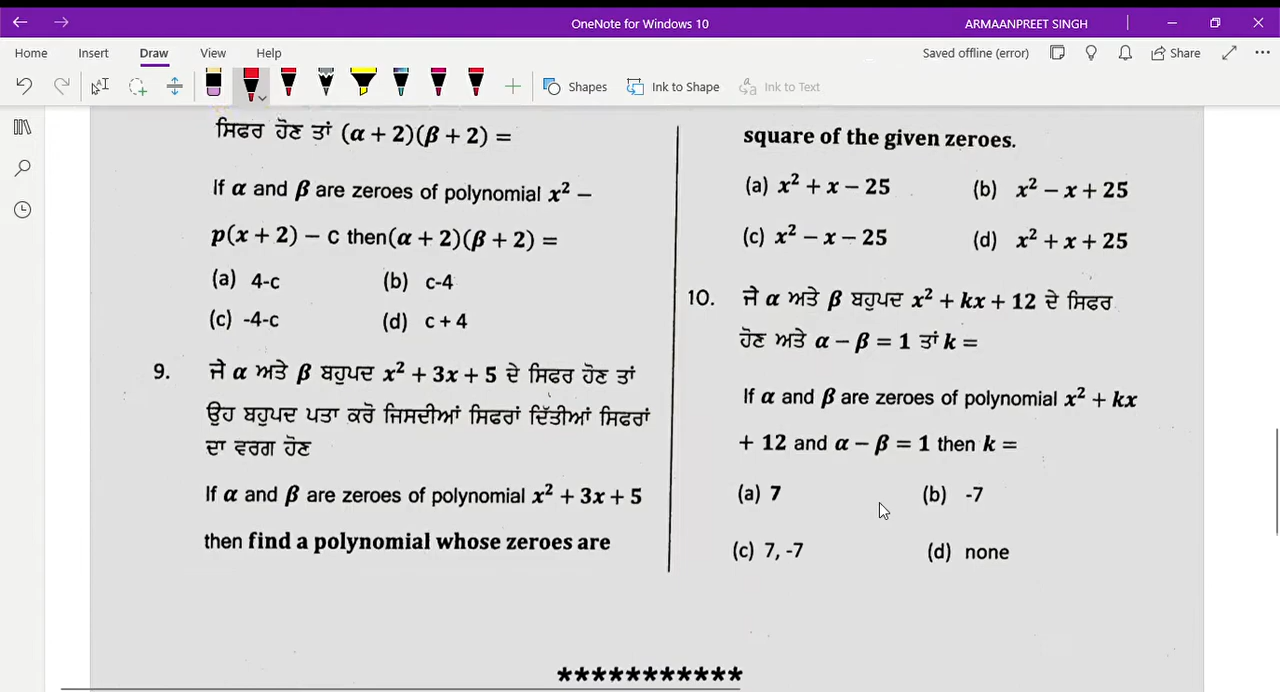 OneNote for Windows 10
ARMAANPREET SINGH
Home Insert Draw View Help
Saved offline (error)
Share
Shapes
Ink to Shape
Ink to Text
ਸਿਫਰ ਹੋਣ ਤਾਂ (α + 2)(β + 2) =
If α and β are zeroes of polynomial x² −
p(x + 2) − c then(α + 2)(β + 2) =
(a) 4-c (b) c-4
(c) -4-c (d) c + 4
9. ਜੇ α ਅਤੇ β ਬਹੁਪਦ x² + 3x + 5 ਦੇ ਸਿਫਰ ਹੋਣ ਤਾਂ
ਉਹ ਬਹੁਪਦ ਪਤਾ ਕਰੋ ਜਿਸਦੀਆਂ ਸਿਫਰਾਂ ਦਿੱਤੀਆਂ ਸਿਫਰਾਂ
ਦਾ ਵਰਗ ਹੋਣ
If α and β are zeroes of polynomial x² + 3x + 5
then find a polynomial whose zeroes are
square of the given zeroes.
(a) x² + x − 25 (b) x² − x + 25
(c) x² − x − 25 (d) x² + x + 25
10. ਜੇ α ਅਤੇ β ਬਹੁਪਦ x² + kx + 12 ਦੇ ਸਿਫਰ
ਹੋਣ ਅਤੇ α − β = 1 ਤਾਂ k =
If α and β are zeroes of polynomial x² + kx
+ 12 and α − β = 1 then k =
(a) 7 (b) -7
(c) 7, -7 (d) none
***********